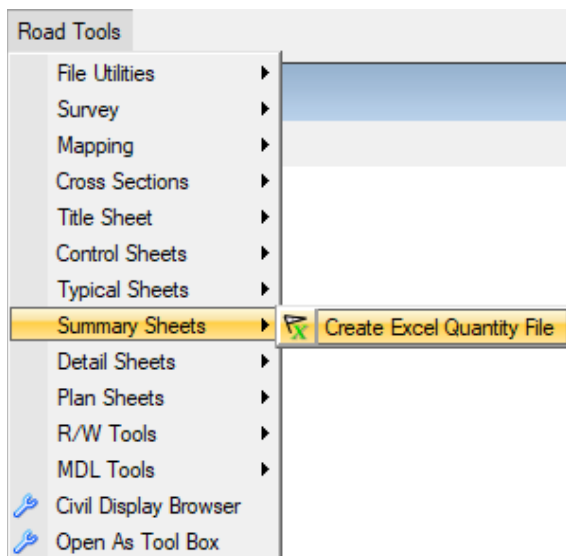 Road Tools
File Utilities
Survey
Mapping
Cross Sections
Title Sheet
Control Sheets
Typical Sheets
Summary Sheets Create Excel Quantity File
Detail Sheets
Plan Sheets
R/W Tools
MDL Tools
Civil Display Browser
Open As Tool Box